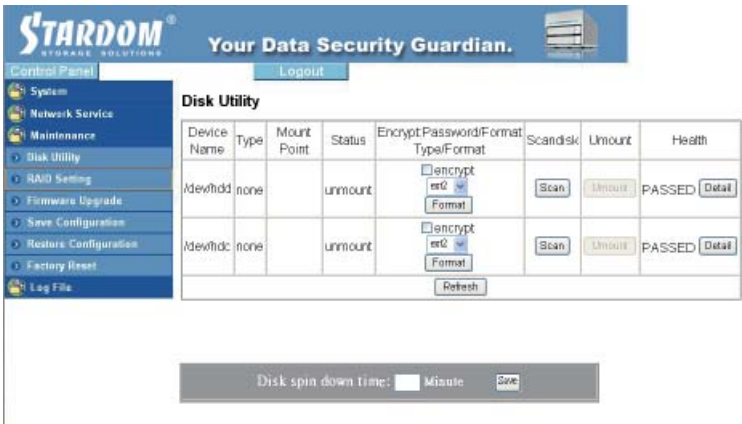 STARDOM®
STORAGE SOLUTIONS
Your Data Security Guardian.
Control Panel
Logout
System
Network Service
Maintenance
Disk Utility
RAID Setting
Firmware Upgrade
Save Configuration
Restore Configuration
Factory Reset
Log File
Disk Utility
Device Name Type Mount Point Status Encrypt:Password/Format Type/Format Scandisk Umount Health
/dev/hdd none unmount encrypt ext2 Format Scan Umount PASSED Detail
/dev/hdc none unmount encrypt ext2 Format Scan Umount PASSED Detail
Refresh
Disk spin down time: Minute Save